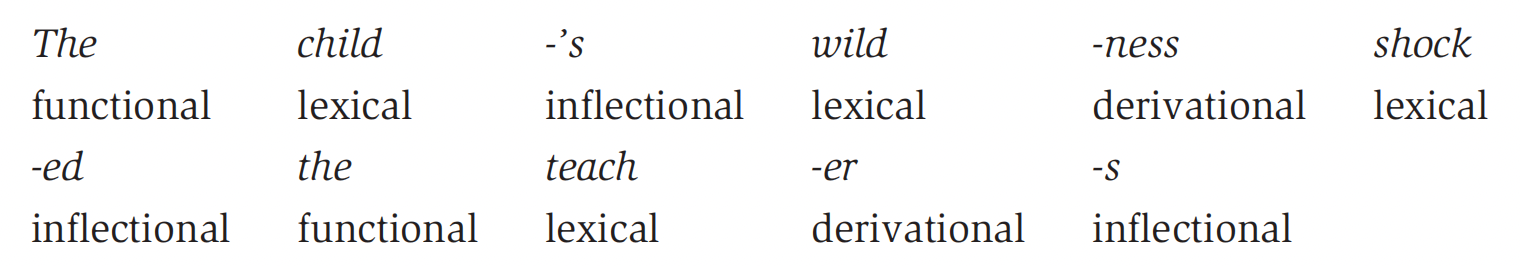 The child -’s wild -ness shock
functional lexical inflectional lexical derivational lexical
-ed the teach -er -s
inflectional functional lexical derivational inflectional